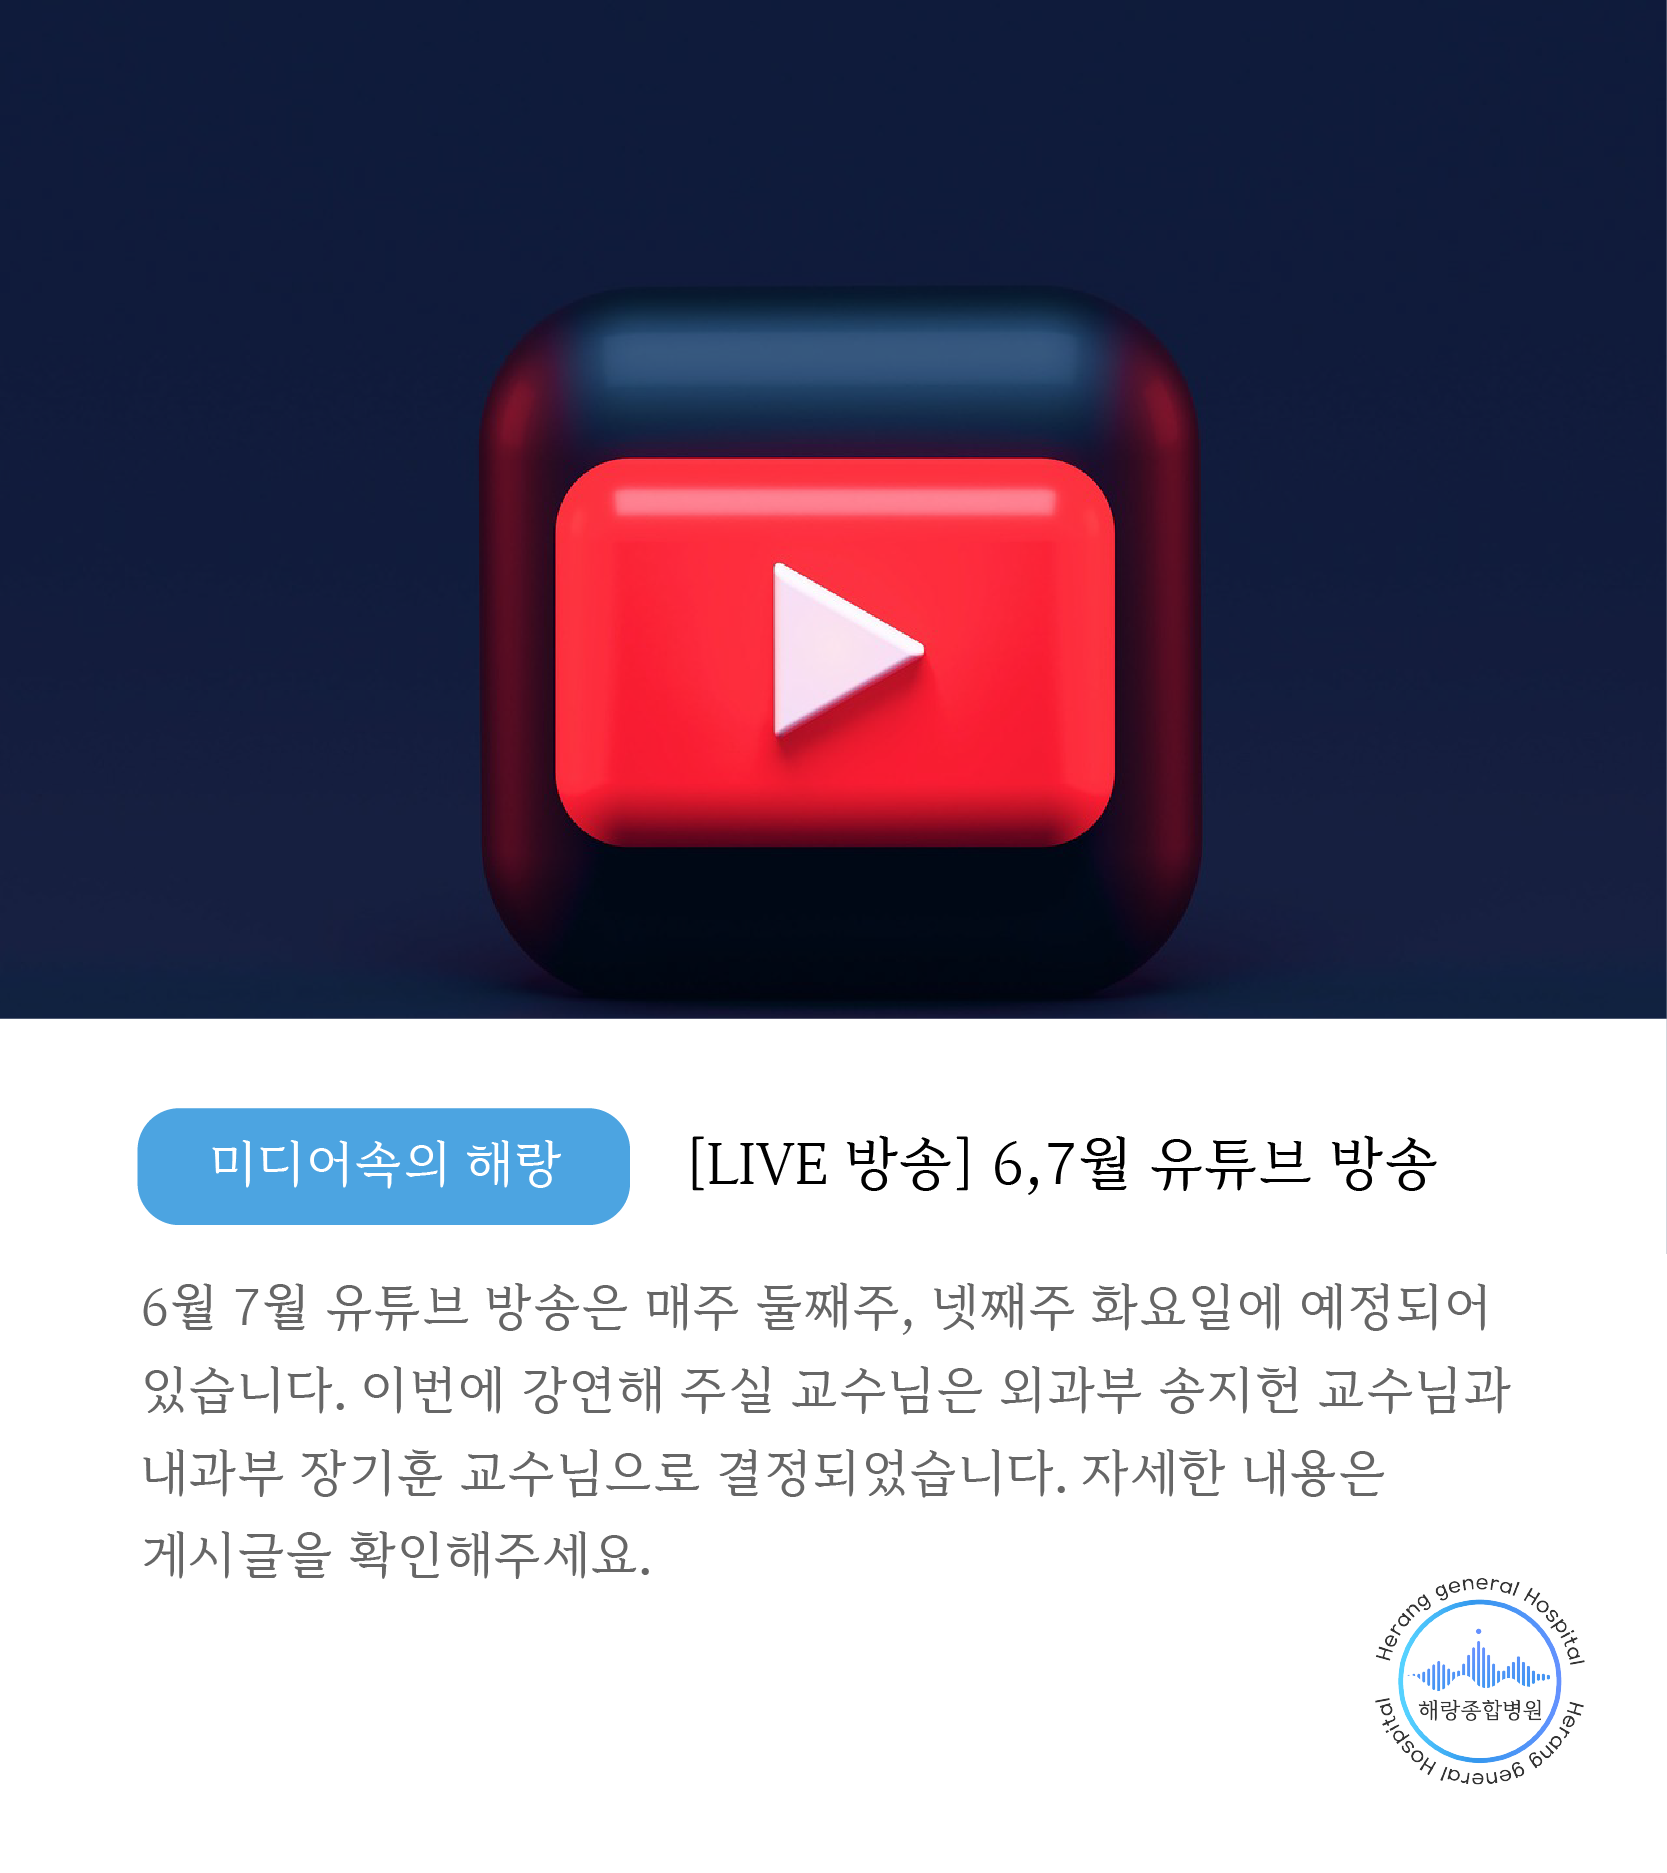 미디어속의 해랑
[LIVE 방송] 6,7월 유튜브 방송
6월 7월 유튜브 방송은 매주 둘째주, 넷째주 화요일에 예정되어
있습니다. 이번에 강연해 주실 교수님은 외과부 송지헌 교수님과
내과부 장기훈 교수님으로 결정되었습니다. 자세한 내용은
게시글을 확인해주세요.
Herang general Hospital
해랑종합병원
Herang general Hospital